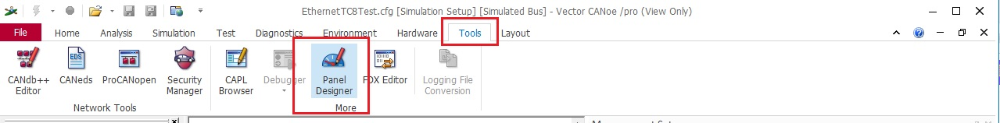 EthernetTC8Test.cfg [Simulation Setup] [Simulated Bus] - Vector CANoe /pro (View Only)
File Home Analysis Simulation Test Diagnostics Environment Hardware Tools Layout
CANdb++ Editor
EDS
CANeds
ProCANopen
Security Manager
CAPL Browser
Debugger
Panel Designer
FDX Editor
Logging File Conversion
Network Tools
More